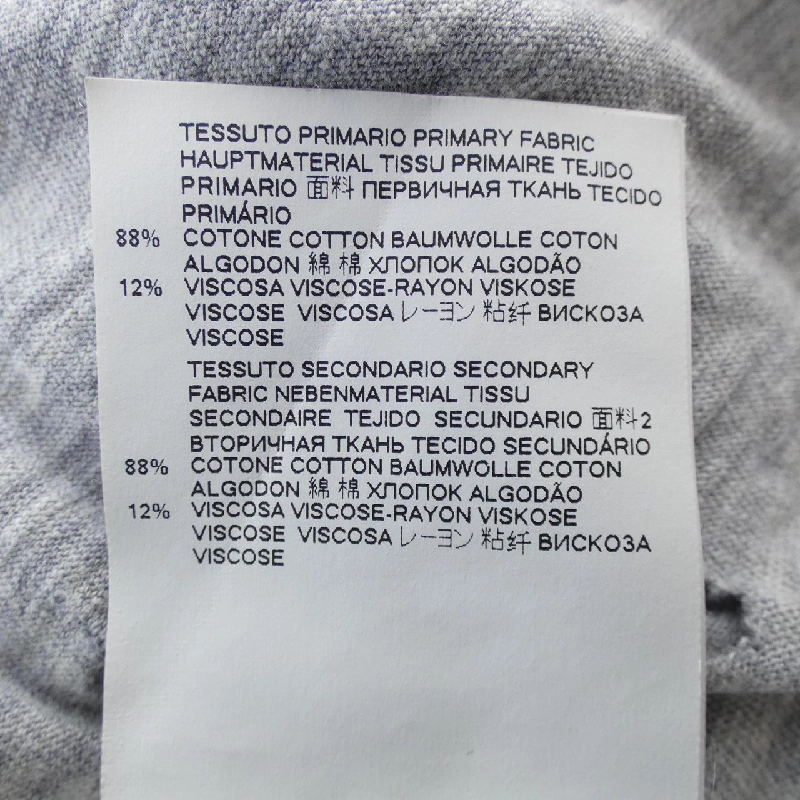 TESSUTO PRIMARIO PRIMARY FABRIC
HAUPTMATERIAL TISSU PRIMAIRE TEJIDO
PRIMARIO 面料 ПЕРВИЧНАЯ ТКАНЬ TECIDO
PRIMÁRIO
88% COTONE COTTON BAUMWOLLE COTON
ALGODON 綿 棉 ХЛОПОК ALGODÃO
12% VISCOSA VISCOSE-RAYON VISKOSE
VISCOSE VISCOSA レーヨン 粘纤 ВИСКОЗА
VISCOSE
TESSUTO SECONDARIO SECONDARY
FABRIC NEBENMATERIAL TISSU
SECONDAIRE TEJIDO SECUNDARIO 面料2
ВТОРИЧНАЯ ТКАНЬ TECIDO SECUNDÁRIO
88% COTONE COTTON BAUMWOLLE COTON
ALGODON 綿 棉 ХЛОПОК ALGODÃO
12% VISCOSA VISCOSE-RAYON VISKOSE
VISCOSE VISCOSA レーヨン 粘纤 ВИСКОЗА
VISCOSE